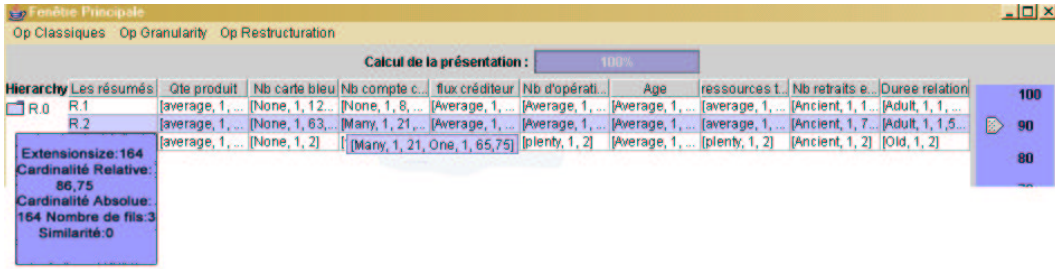 Fenêtre Principale
Op Classiques Op Granularity Op Restructuration
Calcul de la présentation : 100%
Hierarchy Les résumés Qte produit Nb carte bleu Nb compte c... flux créditeur Nb d'opérati... Age ressources t... Nb retraits e... Duree relation
R.0
R.1 [average, 1, ... [None, 1, 12... [None, 1, 8, ... [Average, 1, ... [Average, 1, ... [Average, 1, ... [average, 1, ... [Ancient, 1, 1... [Adult, 1, 1, ...
R.2 [average, 1, ... [None, 1, 63,... [Many, 1, 21,... [Average, 1, ... [Average, 1, ... [Average, 1, ... [average, 1, ... [Ancient, 1, 7... [Adult, 1, 1,5...
[average, 1, ... [None, 1, 2] [Many, 1, 21, One, 1, 65,75] [plenty, 1, 2] [Average, 1, ... [plenty, 1, 2] [Ancient, 1, 2] [Old, 1, 2]
Extensionsize:164
Cardinalité Relative:
86,75
Cardinalité Absolue:
164 Nombre de fils:3
Similarité:0
100
90
80